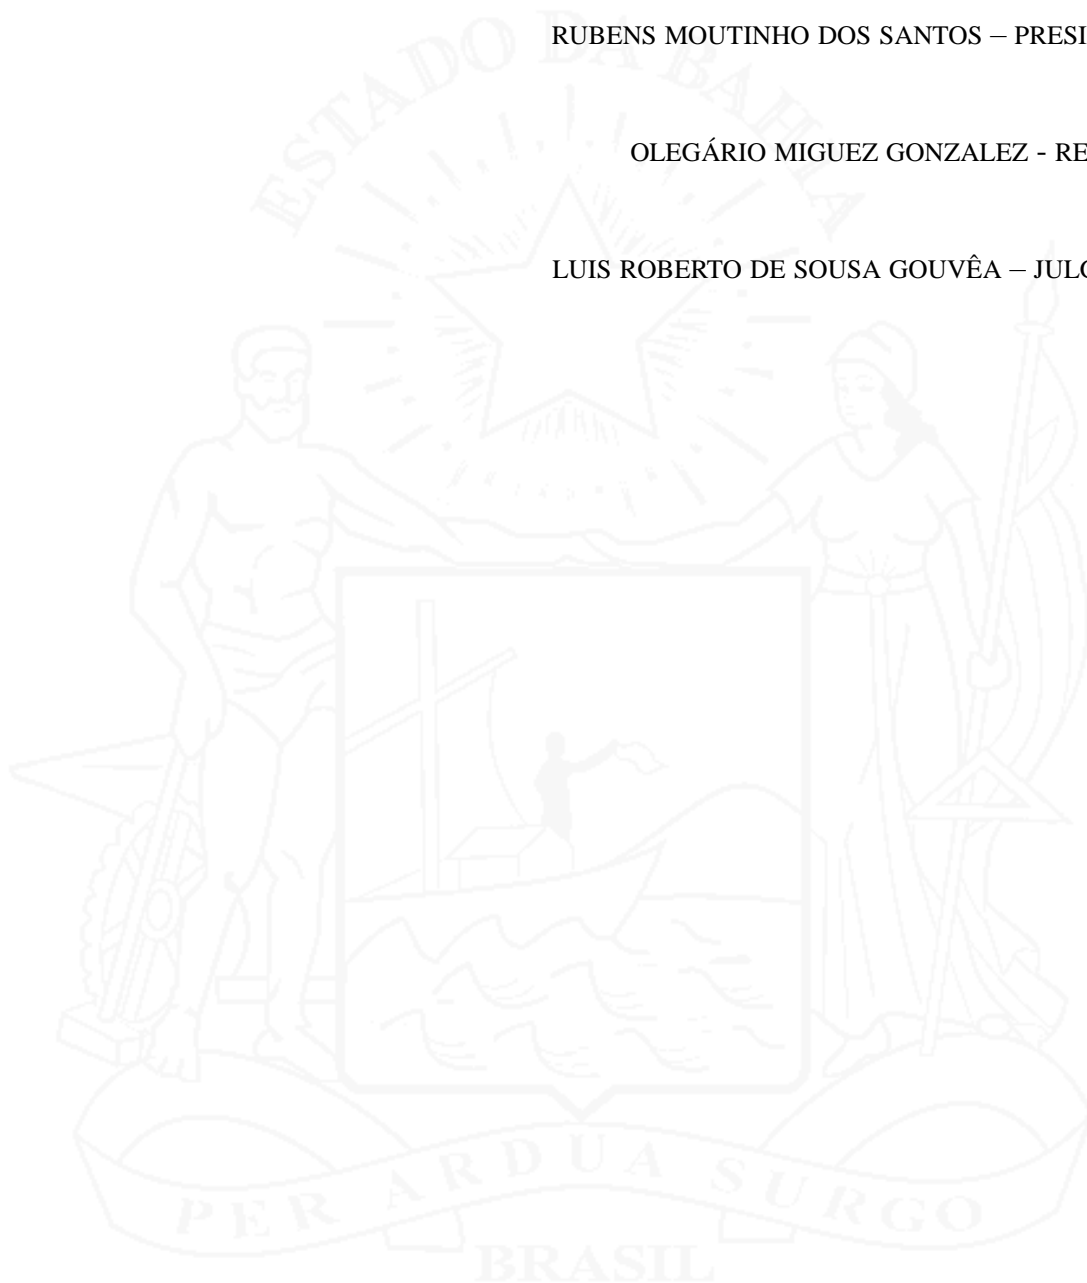 RUBENS MOUTINHO DOS SANTOS – PRESI
OLEGÁRIO MIGUEZ GONZALEZ - RE
LUIS ROBERTO DE SOUSA GOUVÊA – JULG
ESTADO DA BAHIA
PER ARDUA SURGO
BRASIL